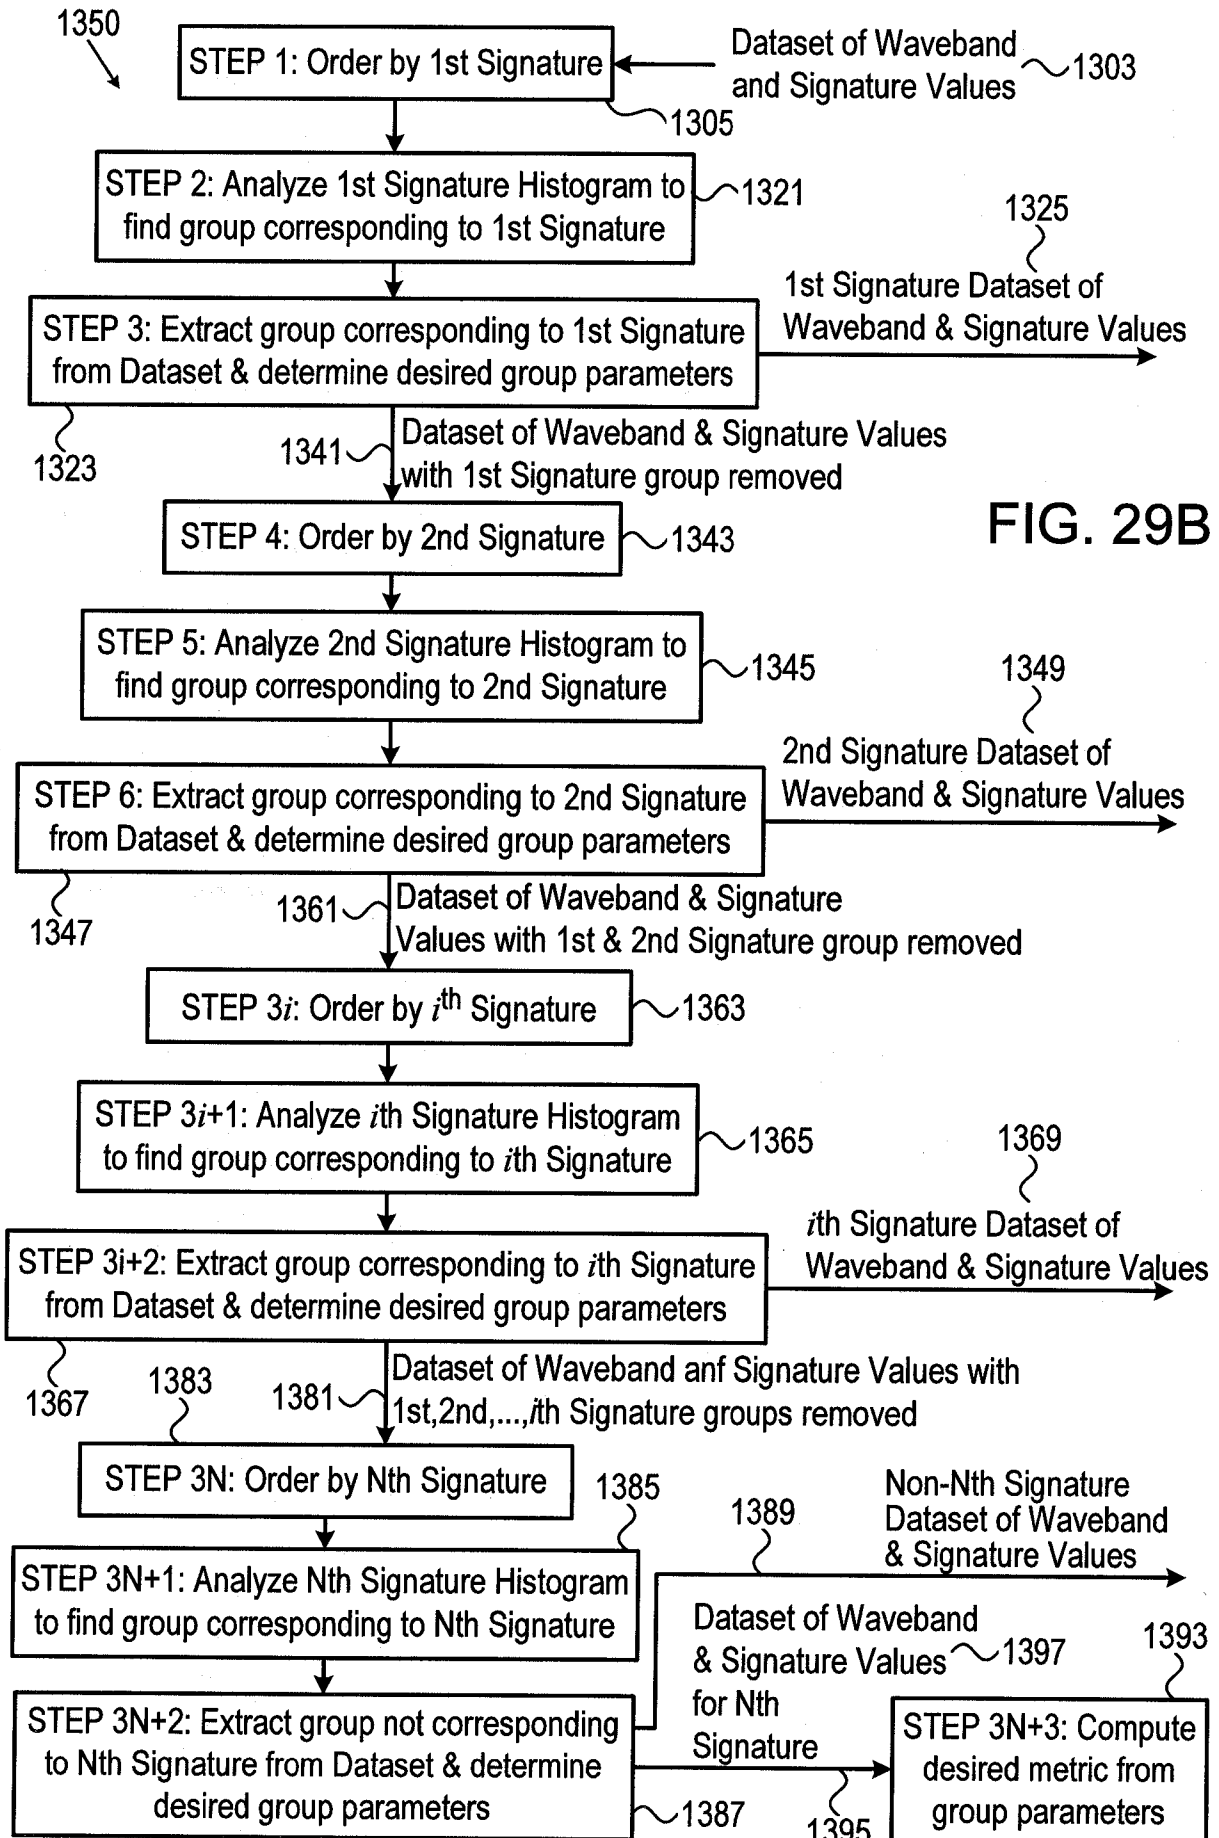 1350
STEP 1: Order by 1st Signature
Dataset of Waveband
and Signature Values
1303
1305
STEP 2: Analyze 1st Signature Histogram to
find group corresponding to 1st Signature
1321
1325
1st Signature Dataset of
Waveband & Signature Values
STEP 3: Extract group corresponding to 1st Signature
from Dataset & determine desired group parameters
1323
1341
Dataset of Waveband & Signature Values
with 1st Signature group removed
FIG. 29B
STEP 4: Order by 2nd Signature
1343
STEP 5: Analyze 2nd Signature Histogram to
find group corresponding to 2nd Signature
1345
1349
2nd Signature Dataset of
Waveband & Signature Values
STEP 6: Extract group corresponding to 2nd Signature
from Dataset & determine desired group parameters
1347
1361
Dataset of Waveband & Signature
Values with 1st & 2nd Signature group removed
STEP 3i: Order by ith Signature
1363
STEP 3i+1: Analyze ith Signature Histogram
to find group corresponding to ith Signature
1365
1369
ith Signature Dataset of
Waveband & Signature Values
STEP 3i+2: Extract group corresponding to ith Signature
from Dataset & determine desired group parameters
1367
1383
1381
Dataset of Waveband anf Signature Values with
1st,2nd,...,ith Signature groups removed
STEP 3N: Order by Nth Signature
1385
1389
Non-Nth Signature
Dataset of Waveband
& Signature Values
STEP 3N+1: Analyze Nth Signature Histogram
to find group corresponding to Nth Signature
Dataset of Waveband
& Signature Values
for Nth
Signature
1397
1393
STEP 3N+2: Extract group not corresponding
to Nth Signature from Dataset & determine
desired group parameters
1387
1395
STEP 3N+3: Compute
desired metric from
group parameters